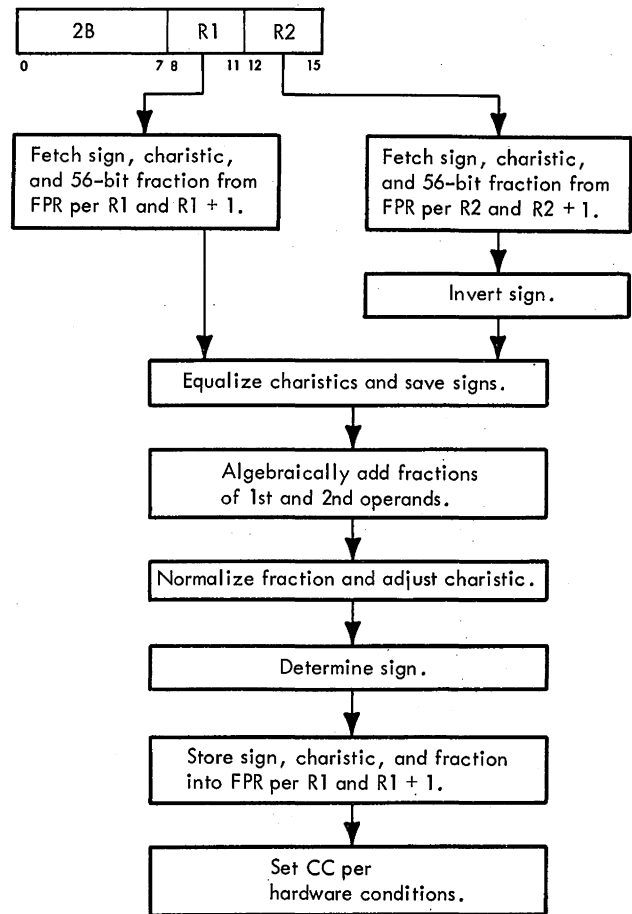 2B R1 R2
0 7 8 11 12 15
Fetch sign, charistic,
and 56-bit fraction from
FPR per R1 and R1 + 1.
Fetch sign, charistic,
and 56-bit fraction from
FPR per R2 and R2 + 1.
Invert sign.
Equalize charistics and save signs.
Algebraically add fractions
of 1st and 2nd operands.
Normalize fraction and adjust charistic.
Determine sign.
Store sign, charistic, and fraction
into FPR per R1 and R1 + 1.
Set CC per
hardware conditions.